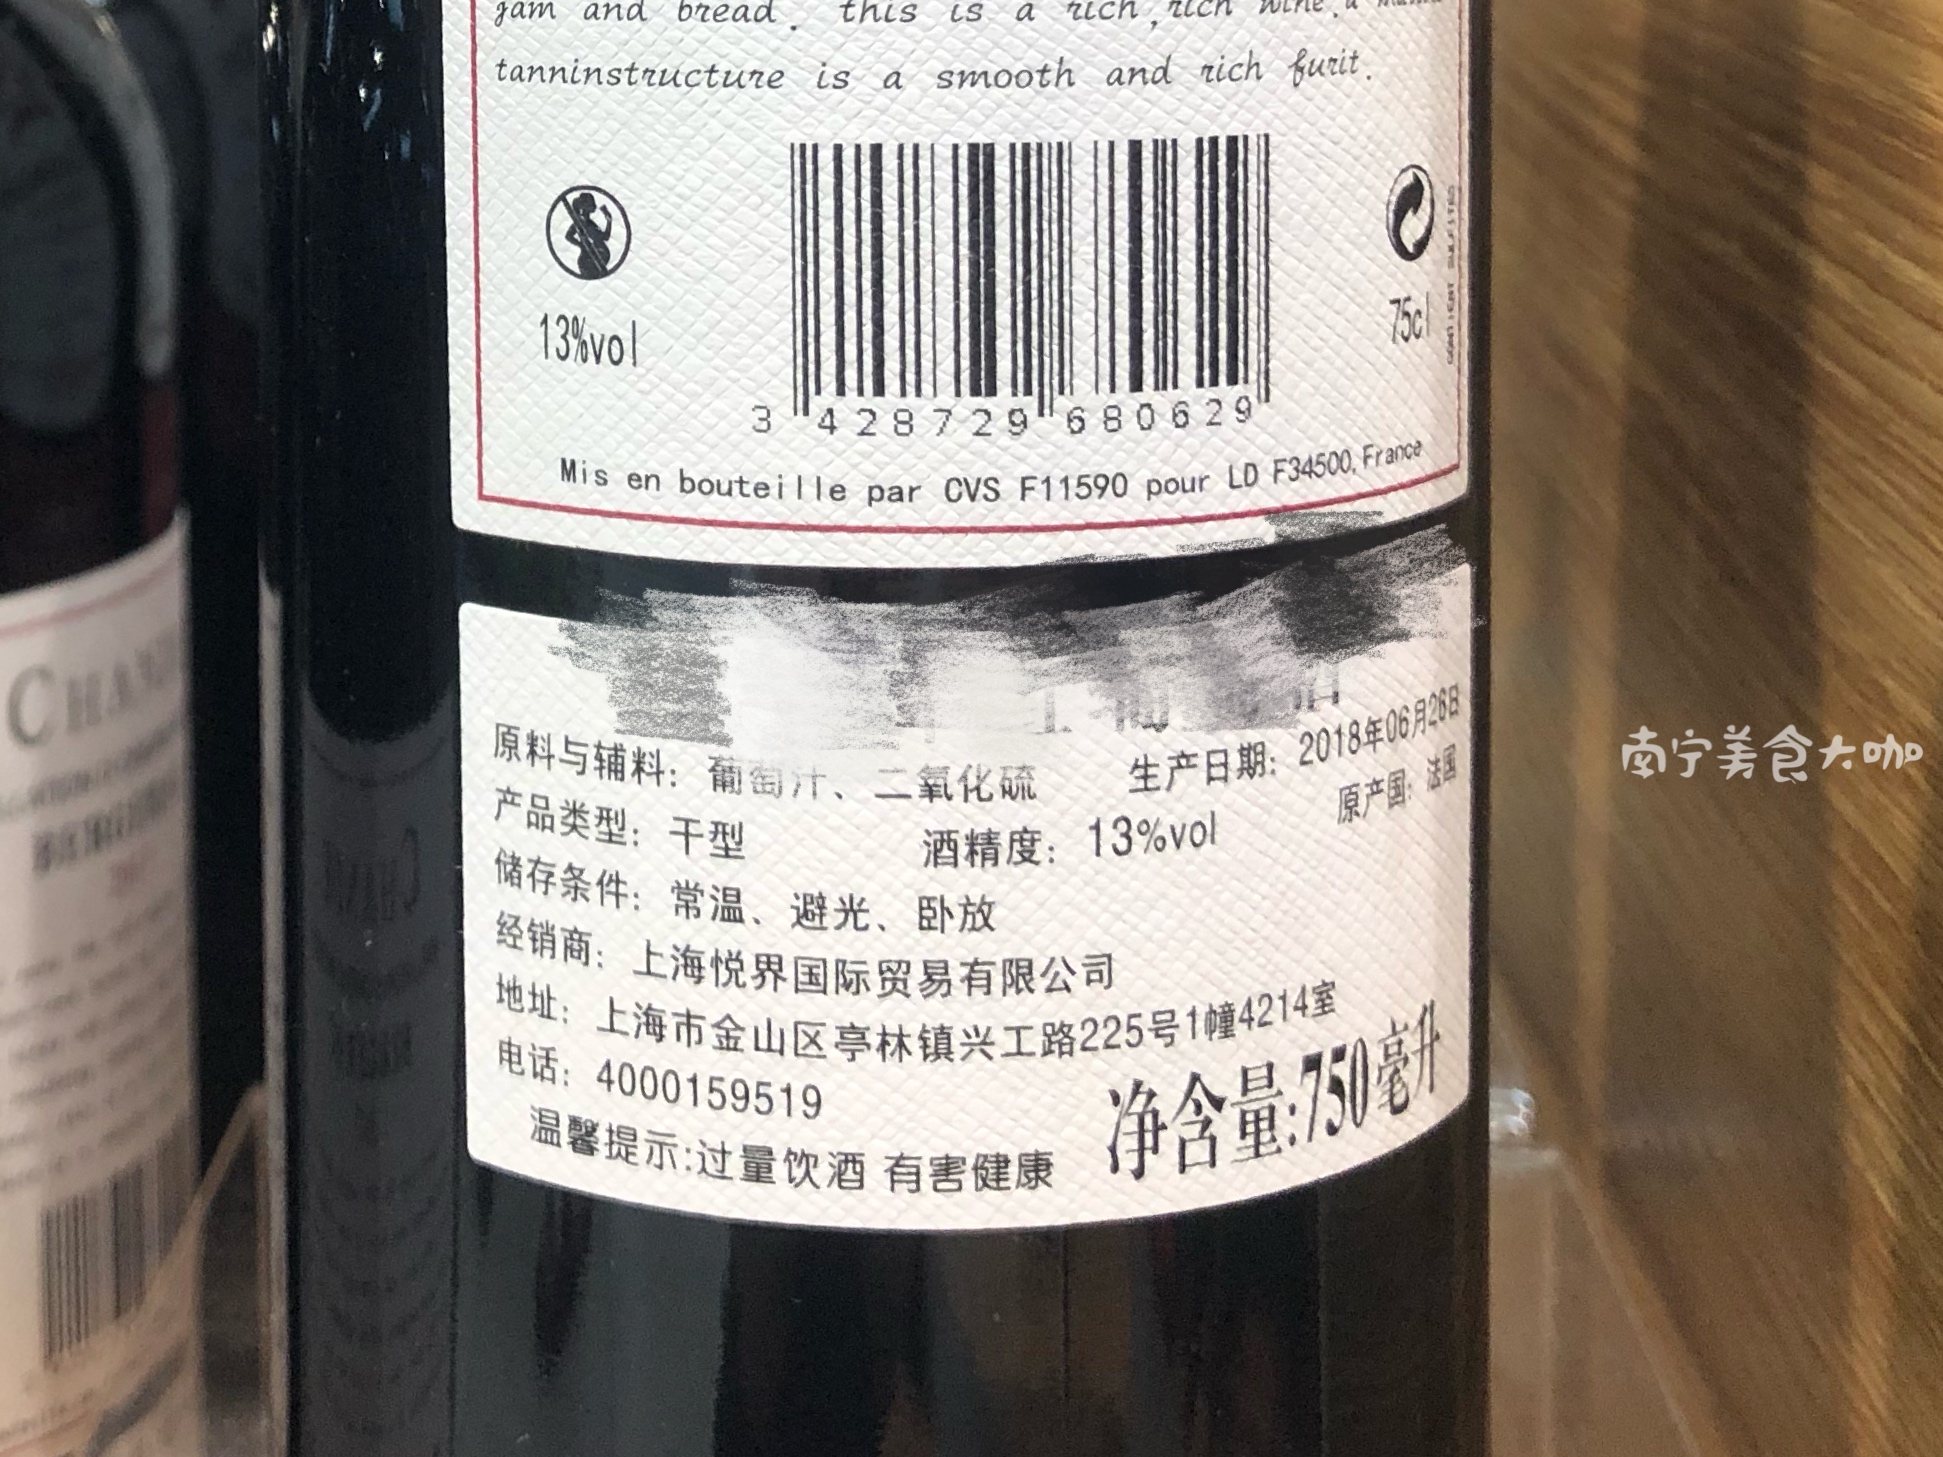 jam and bread. this is a rich,rich wine.a
tanninstructure is a smooth and rich furit.
13%vol
75cl
3 428729 680629
Mis en bouteille par CVS F11590 pour LD F34500,France
原料与辅料: 葡萄汁、二氧化硫
生产日期: 2018年06月26日
产品类型: 干型
酒精度: 13%vol
原产国: 法国
储存条件: 常温、避光、卧放
经销商: 上海悦界国际贸易有限公司
地址: 上海市金山区亭林镇兴工路225号1幢4214室
电话: 4000159519
净含量:750毫升
温馨提示:过量饮酒 有害健康
南宁美食大咖